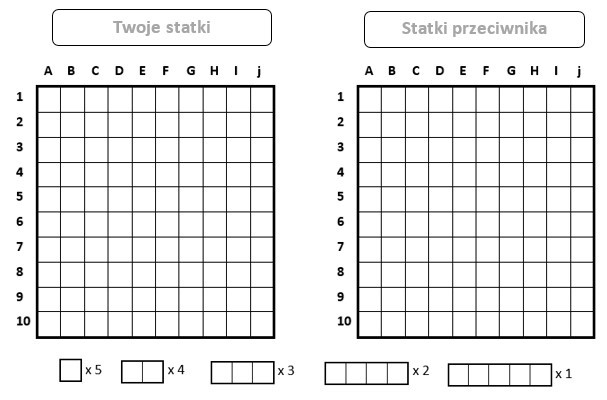 Twoje statki
Statki przeciwnika
A B C D E F G H I j
A B C D E F G H I j
1
2
3
4
5
6
7
8
9
10
1
2
3
4
5
6
7
8
9
10
x 5
x 4
x 3
x 2
x 1